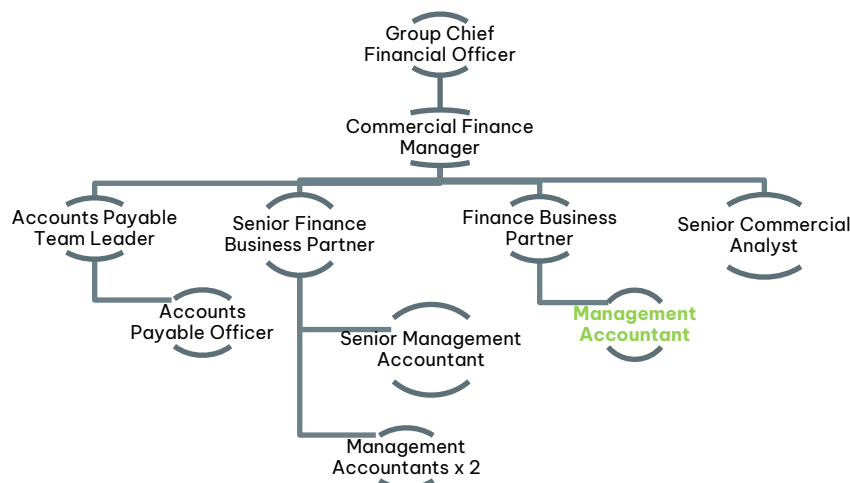 Group Chief
Financial Officer
Commercial Finance
Manager
Accounts Payable
Team Leader
Senior Finance
Business Partner
Finance Business
Partner
Senior Commercial
Analyst
Accounts
Payable Officer
Senior Management
Accountant
Management
Accountant
Management
Accountants x 2